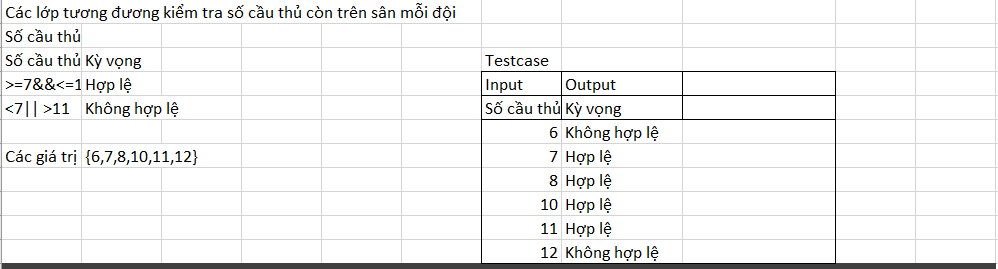 Các lớp tương đương kiểm tra số cầu thủ còn trên sân mỗi đội
Số cầu thủ
Số cầu thủ Kỳ vọng
>=7&&<=1 Hợp lệ
<7|| >11 Không hợp lệ
Các giá trị {6,7,8,10,11,12}
Testcase
Input Output
Số cầu thủ Kỳ vọng
6 Không hợp lệ
7 Hợp lệ
8 Hợp lệ
10 Hợp lệ
11 Hợp lệ
12 Không hợp lệ